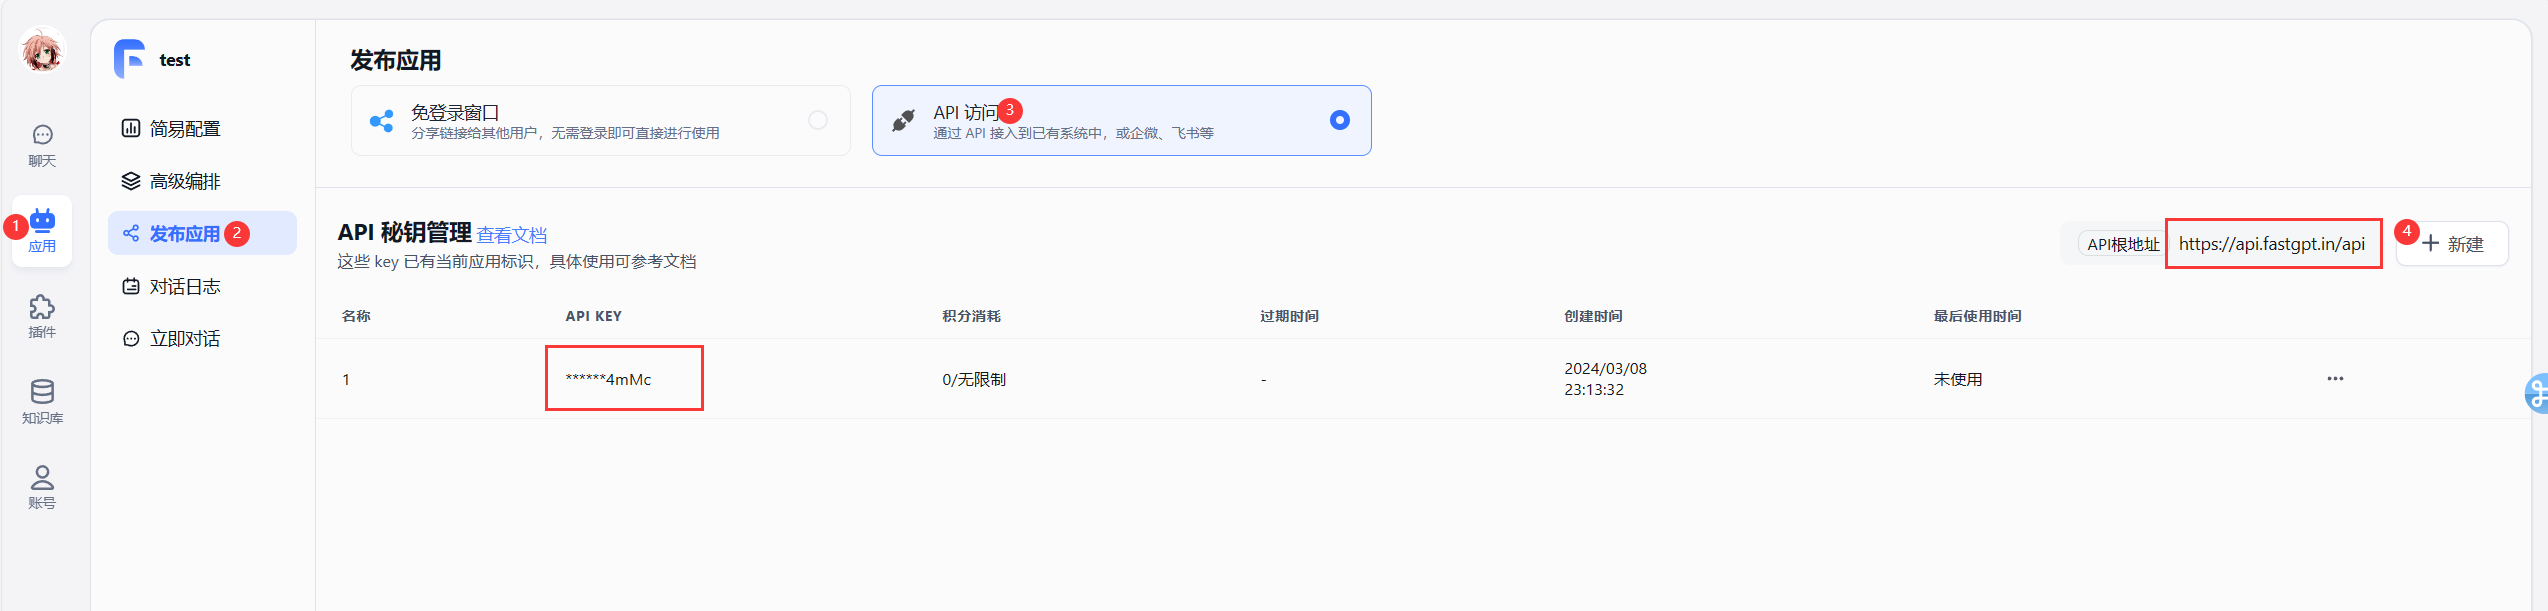 聊天
1
应用
插件
知识库
账号
test
简易配置
高级编排
发布应用 2
对话日志
立即对话
发布应用
免登录窗口
分享链接给其他用户，无需登录即可直接进行使用
API 访问 3
通过 API 接入到已有系统中，或企微、飞书等
API 秘钥管理 查看文档
这些 key 已有当前应用标识，具体使用可参考文档
API根地址 https://api.fastgpt.in/api
4 新建
名称 API KEY 积分消耗 过期时间 创建时间 最后使用时间
1 ******4mMc 0/无限制 - 2024/03/08
23:13:32 未使用